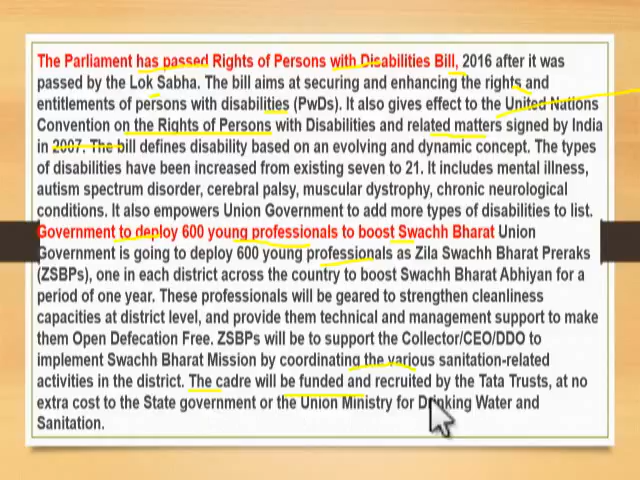 The Parliament has passed Rights of Persons with Disabilities Bill, 2016 after it was
passed by the Lok Sabha. The bill aims at securing and enhancing the rights and
entitlements of persons with disabilities (PwDs). It also gives effect to the United Nations
Convention on the Rights of Persons with Disabilities and related matters signed by India
in 2007. The bill defines disability based on an evolving and dynamic concept. The types
of disabilities have been increased from existing seven to 21. It includes mental illness,
autism spectrum disorder, cerebral palsy, muscular dystrophy, chronic neurological
conditions. It also empowers Union Government to add more types of disabilities to list.
Government to deploy 600 young professionals to boost Swachh Bharat Union
Government is going to deploy 600 young professionals as Zila Swachh Bharat Preraks
(ZSBPs), one in each district across the country to boost Swachh Bharat Abhiyan for a
period of one year. These professionals will be geared to strengthen cleanliness
capacities at district level, and provide them technical and management support to make
them Open Defecation Free. ZSBPs will be to support the Collector/CEO/DDO to
implement Swachh Bharat Mission by coordinating the various sanitation-related
activities in the district. The cadre will be funded and recruited by the Tata Trusts, at no
extra cost to the State government or the Union Ministry for Drinking Water and
Sanitation.